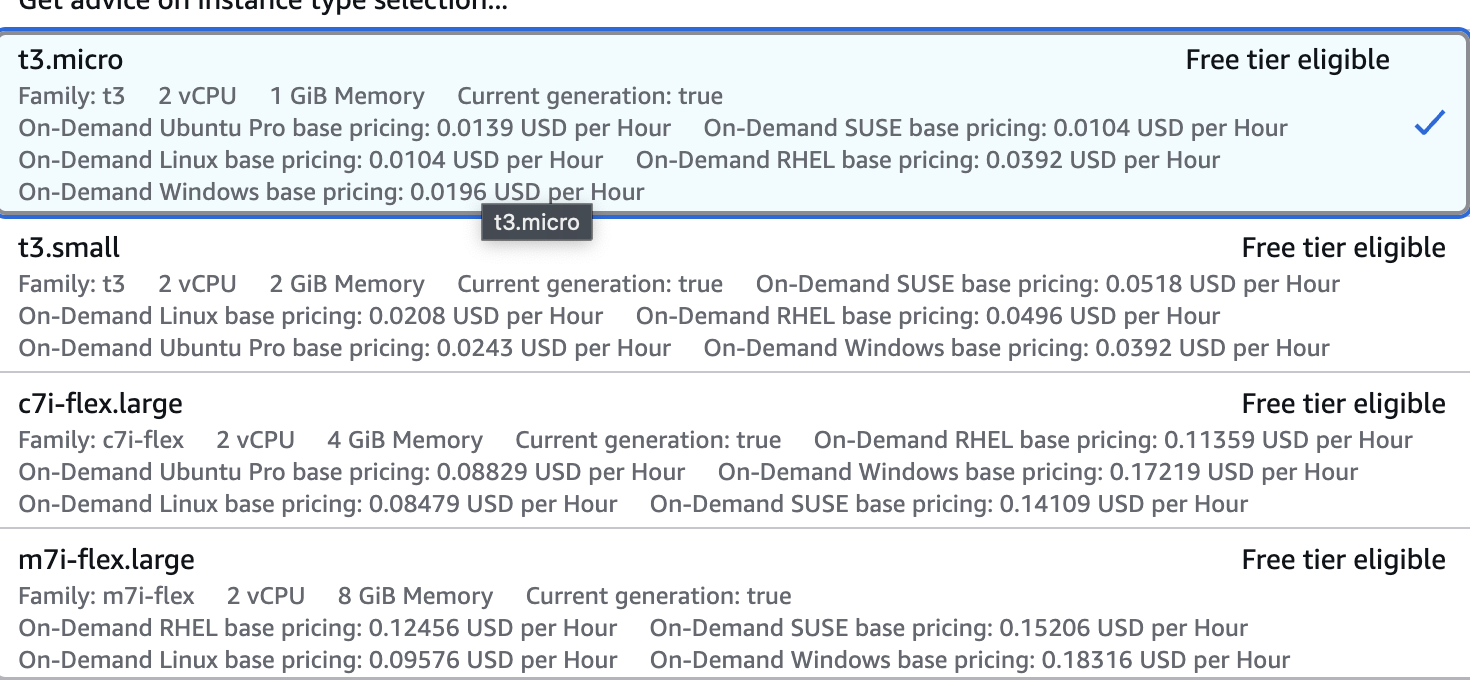 Get advice on instance type selection...
t3.micro Free tier eligible
Family: t3 2 vCPU 1 GiB Memory Current generation: true
On-Demand Ubuntu Pro base pricing: 0.0139 USD per Hour On-Demand SUSE base pricing: 0.0104 USD per Hour
On-Demand Linux base pricing: 0.0104 USD per Hour On-Demand RHEL base pricing: 0.0392 USD per Hour
On-Demand Windows base pricing: 0.0196 USD per Hour
t3.micro
t3.small Free tier eligible
Family: t3 2 vCPU 2 GiB Memory Current generation: true On-Demand SUSE base pricing: 0.0518 USD per Hour
On-Demand Linux base pricing: 0.0208 USD per Hour On-Demand RHEL base pricing: 0.0496 USD per Hour
On-Demand Ubuntu Pro base pricing: 0.0243 USD per Hour On-Demand Windows base pricing: 0.0392 USD per Hour
c7i-flex.large Free tier eligible
Family: c7i-flex 2 vCPU 4 GiB Memory Current generation: true On-Demand RHEL base pricing: 0.11359 USD per Hour
On-Demand Ubuntu Pro base pricing: 0.08829 USD per Hour On-Demand Windows base pricing: 0.17219 USD per Hour
On-Demand Linux base pricing: 0.08479 USD per Hour On-Demand SUSE base pricing: 0.14109 USD per Hour
m7i-flex.large Free tier eligible
Family: m7i-flex 2 vCPU 8 GiB Memory Current generation: true
On-Demand RHEL base pricing: 0.12456 USD per Hour On-Demand SUSE base pricing: 0.15206 USD per Hour
On-Demand Linux base pricing: 0.09576 USD per Hour On-Demand Windows base pricing: 0.18316 USD per Hour